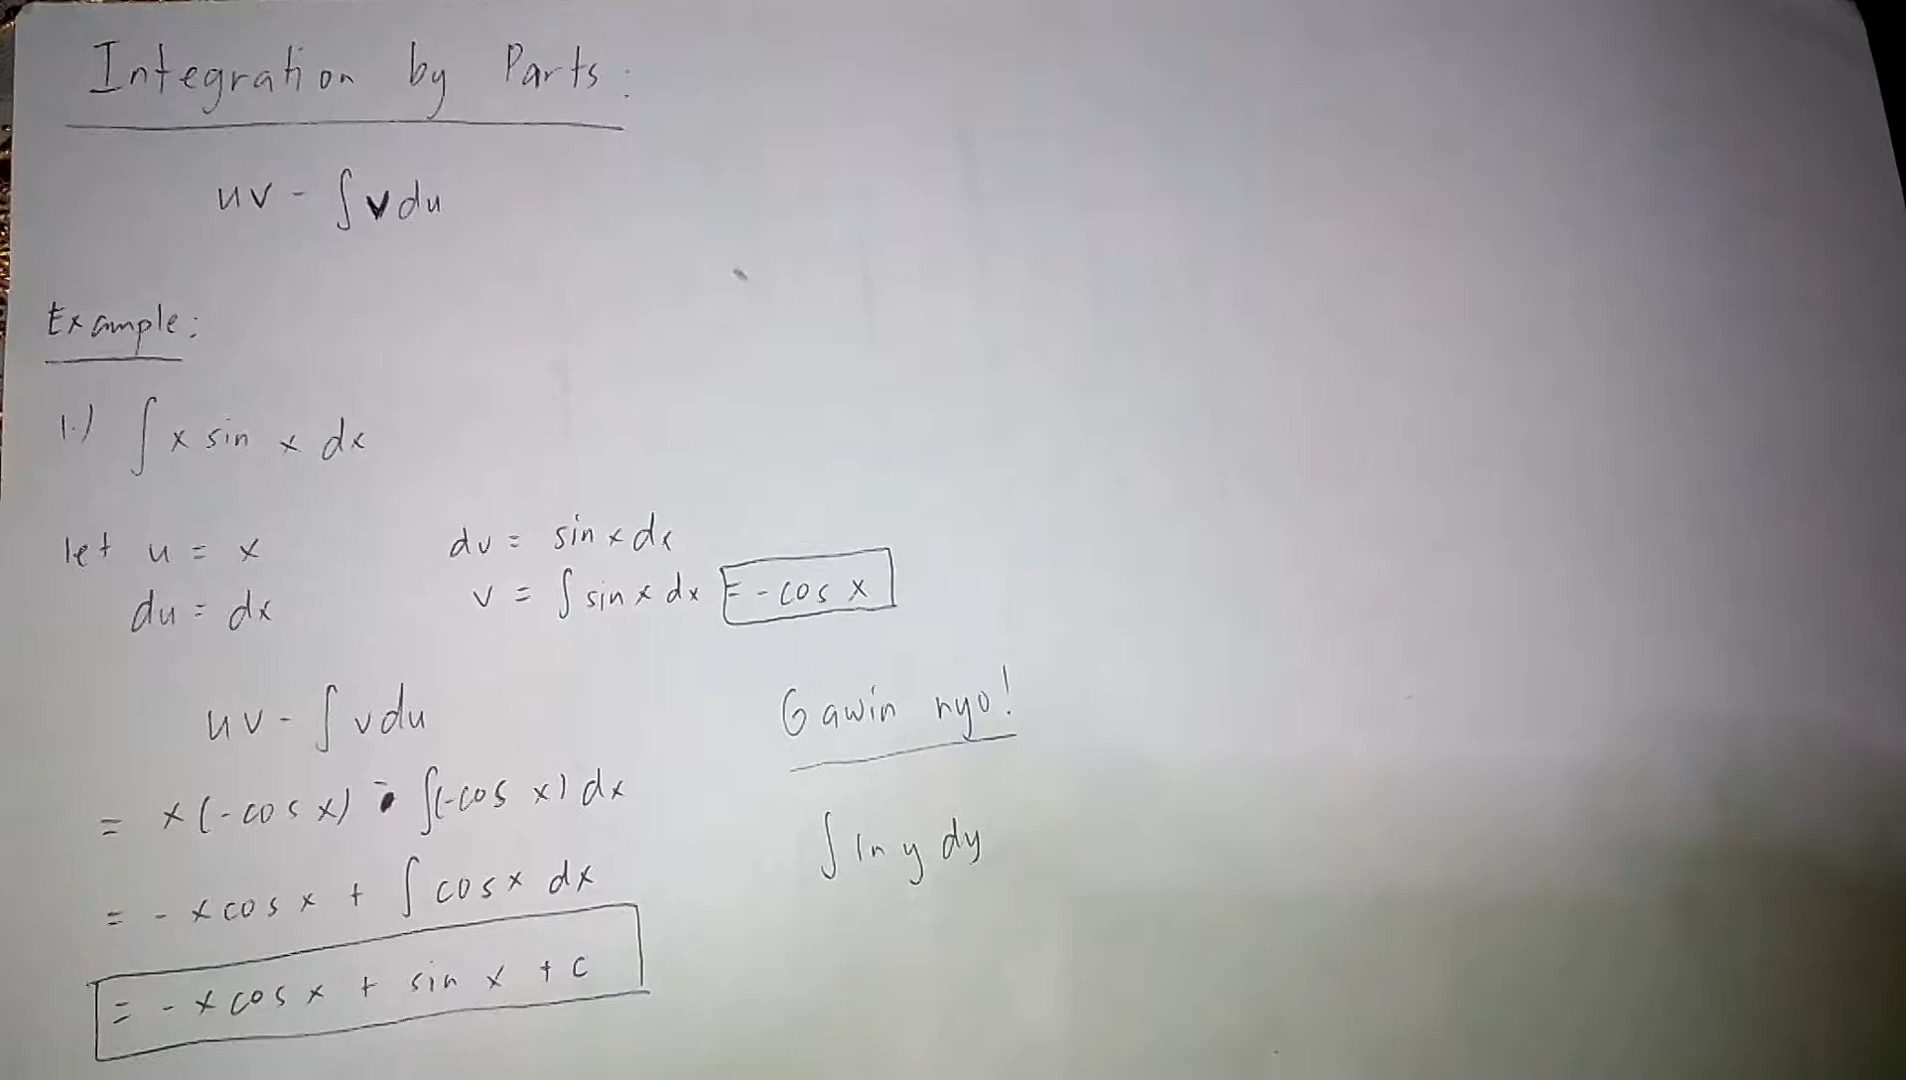 Integration by Parts:
uv - ∫vdu
Example:
1.) ∫ x sin x dx
let u = x
du = dx
dv = sin x dx
v = ∫ sin x dx = - cos x
uv - ∫ vdu
= x (- cos x) - ∫(-cos x) dx
= - x cos x + ∫ cos x dx
= - x cos x + sin x + c
Gawin nyo!
∫ ln y dy